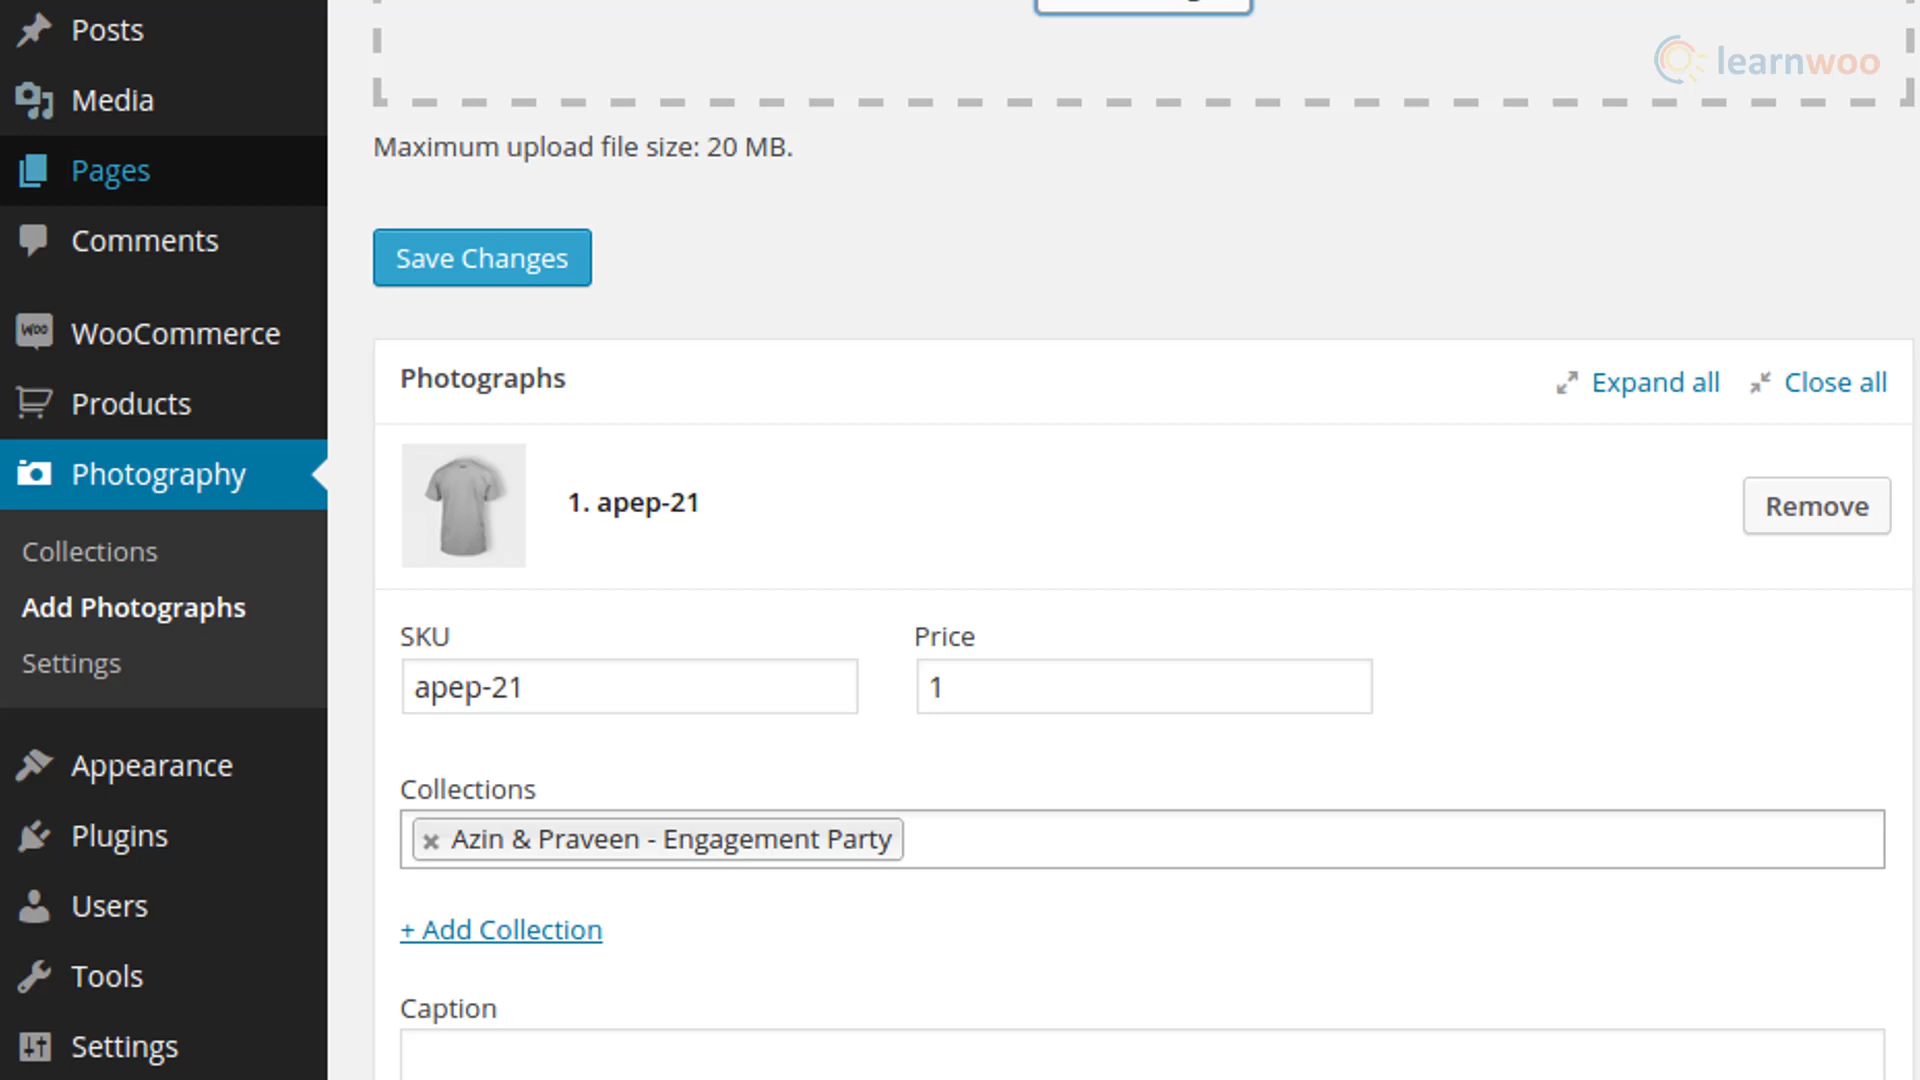 Posts
Media
Pages
Comments
WooCommerce
Products
Photography
Collections
Add Photographs
Settings
Appearance
Plugins
Users
Tools
Settings
learnwoo
Maximum upload file size: 20 MB.
Save Changes
Photographs
Expand all
Close all
1. apep-21
Remove
SKU
Price
apep-21
1
Collections
× Azin & Praveen - Engagement Party
+ Add Collection
Caption